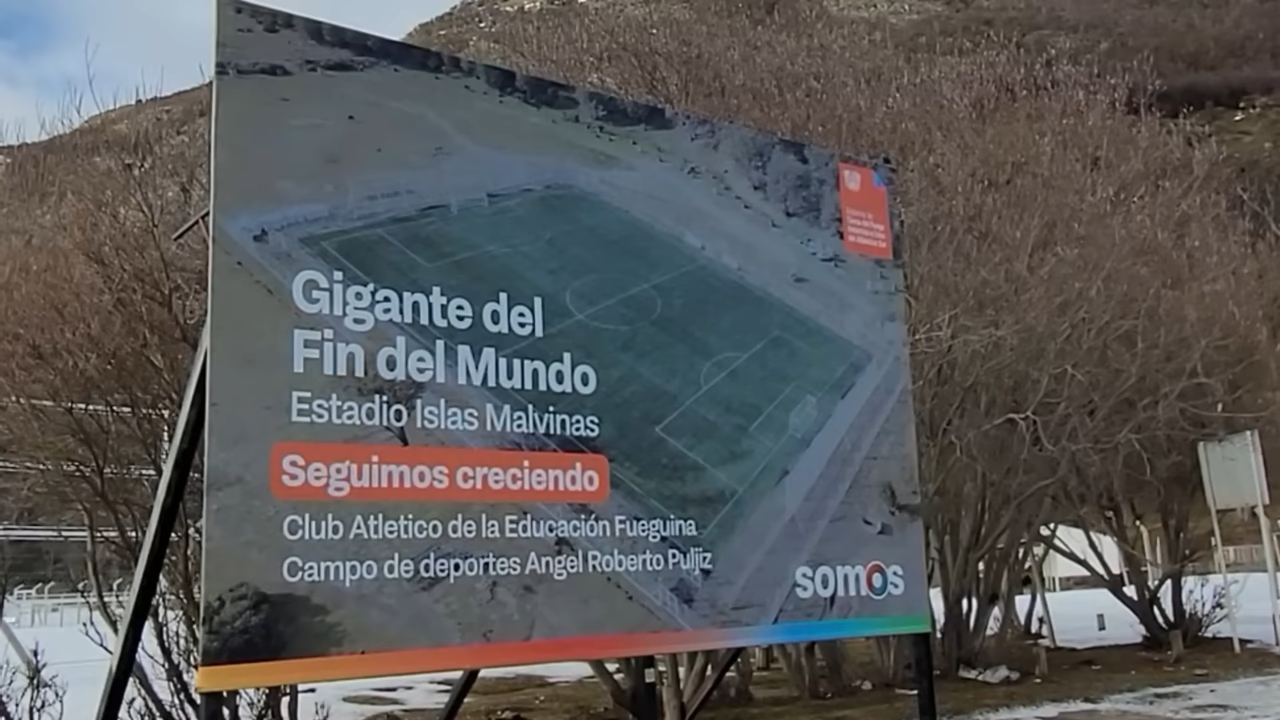 Gigante del
Fin del Mundo
Estadio Islas Malvinas
Seguimos creciendo
Club Atletico de la Educación Fueguina
Campo de deportes Angel Roberto Puljiz
somos